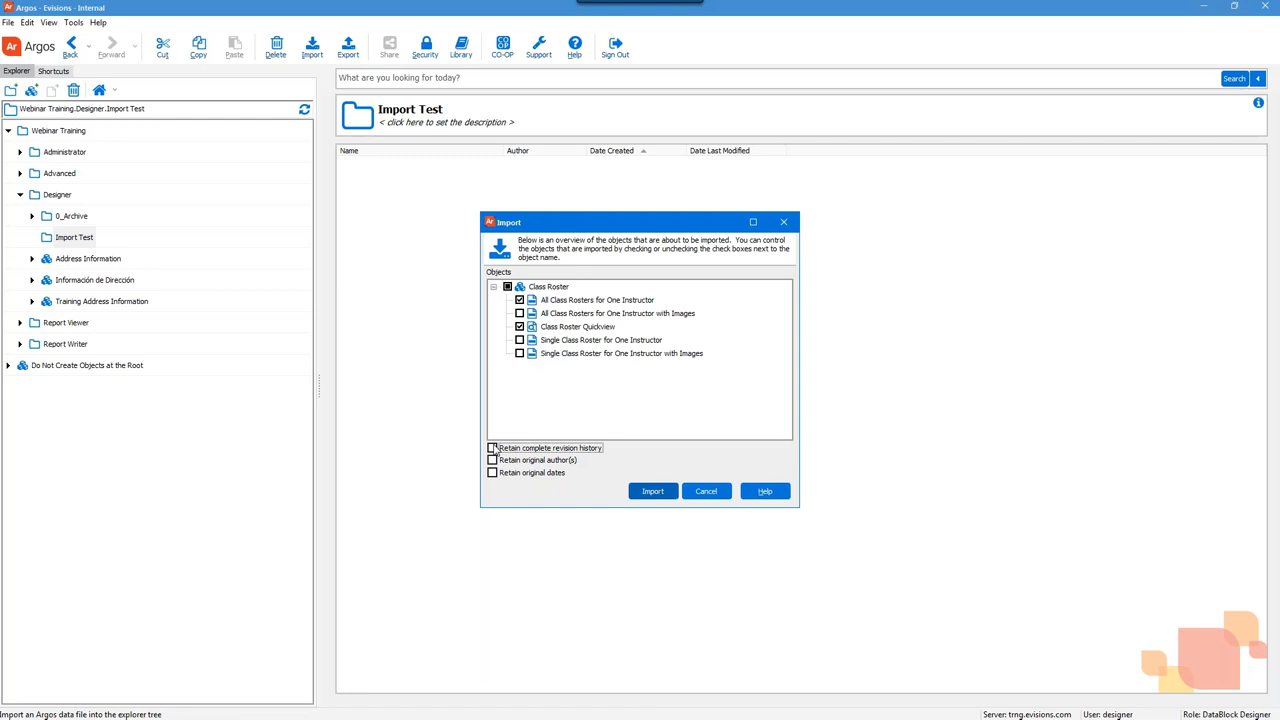 Argos - Evisions - Internal
File Edit View Tools Help
Ar Argos Back Forward Cut Copy Paste Delete Import Export Share Security Library CO-OP Support Help Sign Out
Explorer Shortcuts
What are you looking for today? Search
Webinar Training.Designer.Import Test
Import Test
< click here to set the description >
Webinar Training
Administrator
Advanced
Designer
0_Archive
Import Test
Address Information
Información de Dirección
Training Address Information
Report Viewer
Report Writer
Do Not Create Objects at the Root
Name Author Date Created Date Last Modified
Ar Import
Below is an overview of the objects that are about to be imported. You can control
the objects that are imported by checking or unchecking the check boxes next to the
object name.
Objects
Class Roster
All Class Rosters for One Instructor
All Class Rosters for One Instructor with Images
Class Roster Quickview
Single Class Roster for One Instructor
Single Class Roster for One Instructor with Images
Retain complete revision history
Retain original author(s)
Retain original dates
Import Cancel Help
Import an Argos data file into the explorer tree
Server: trng.evisions.com User: designer Role: DataBlock Designer